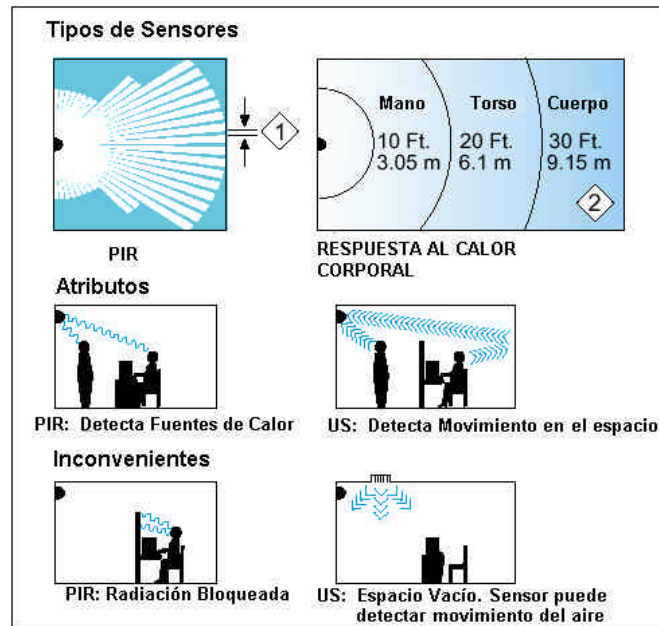 Tipos de Sensores
1
Mano Torso Cuerpo
10 Ft. 20 Ft. 30 Ft.
3.05 m 6.1 m 9.15 m
2
PIR
RESPUESTA AL CALOR
CORPORAL
Atributos
PIR: Detecta Fuentes de Calor
US: Detecta Movimiento en el espacio
Inconvenientes
PIR: Radiación Bloqueada
US: Espacio Vacío. Sensor puede
detectar movimiento del aire